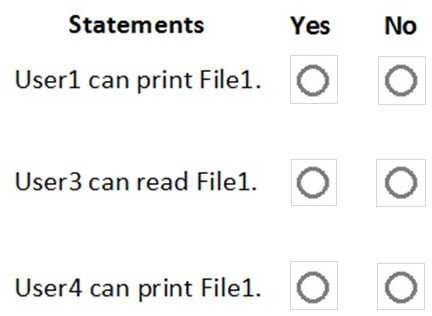 Statements Yes No
User1 can print File1.
User3 can read File1.
User4 can print File1.